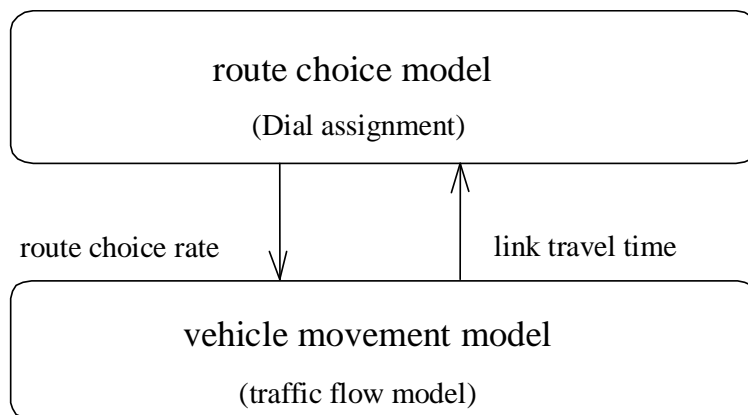 route choice model
(Dial assignment)
route choice rate
link travel time
vehicle movement model
(traffic flow model)